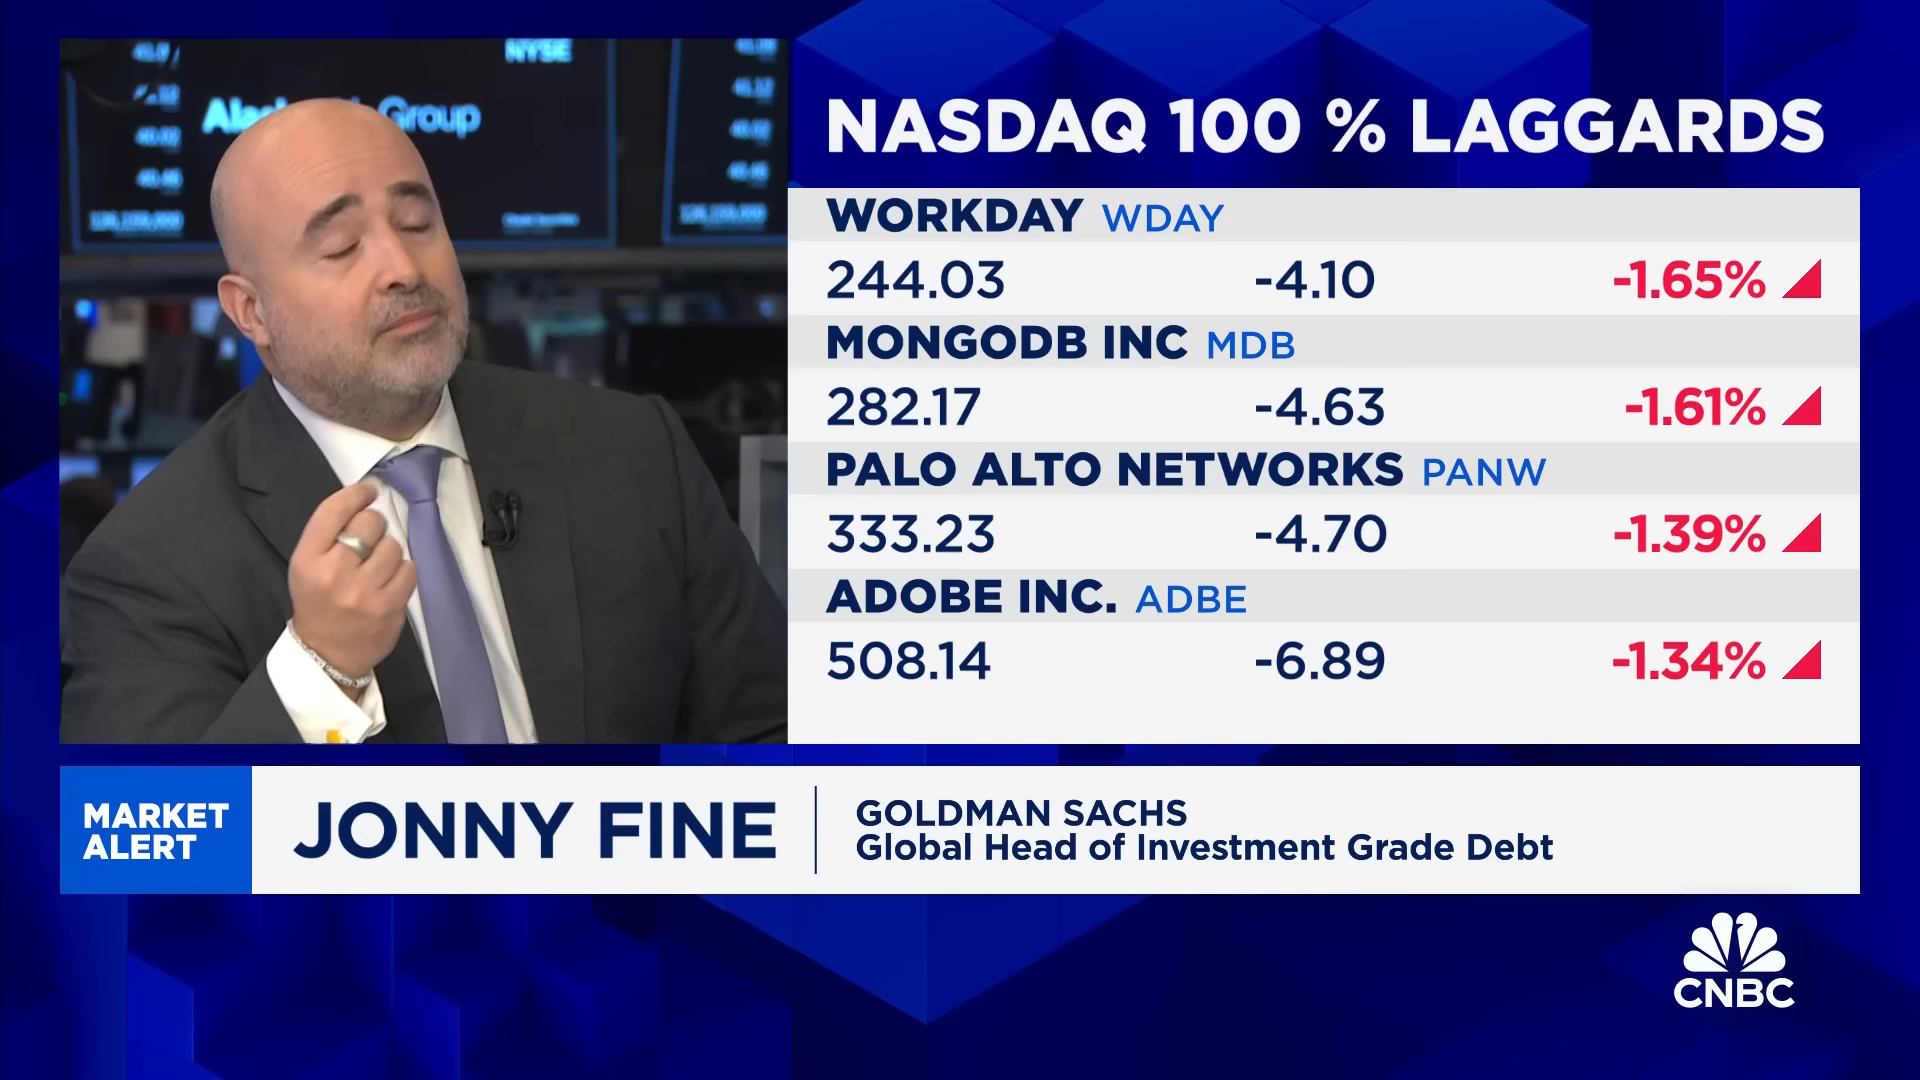 NYSE
Group
NASDAQ 100 % LAGGARDS
WORKDAY WDAY
244.03 -4.10 -1.65%
MONGODB INC MDB
282.17 -4.63 -1.61%
PALO ALTO NETWORKS PANW
333.23 -4.70 -1.39%
ADOBE INC. ADBE
508.14 -6.89 -1.34%
MARKET
ALERT
JONNY FINE
GOLDMAN SACHS
Global Head of Investment Grade Debt
CNBC